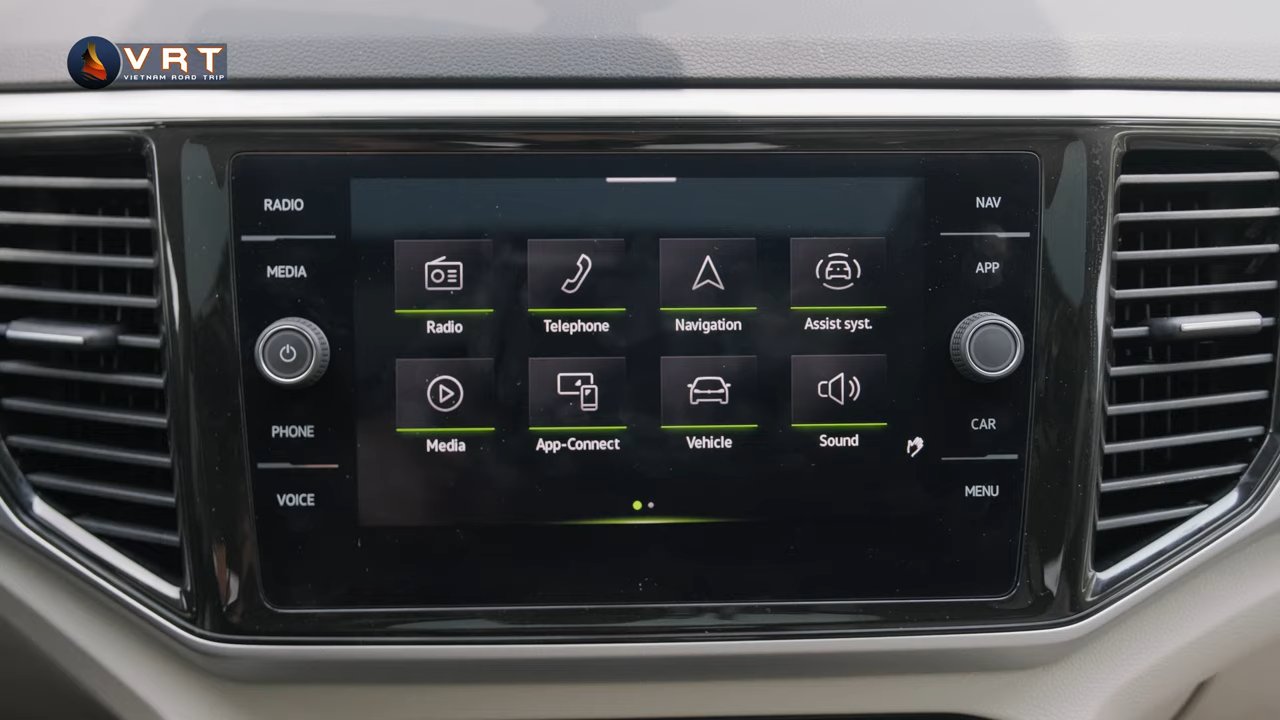 VRT
VIETNAM ROAD TRIP
RADIO
MEDIA
PHONE
VOICE
Radio
Telephone
Navigation
Assist syst.
Media
App-Connect
Vehicle
Sound
NAV
APP
CAR
MENU